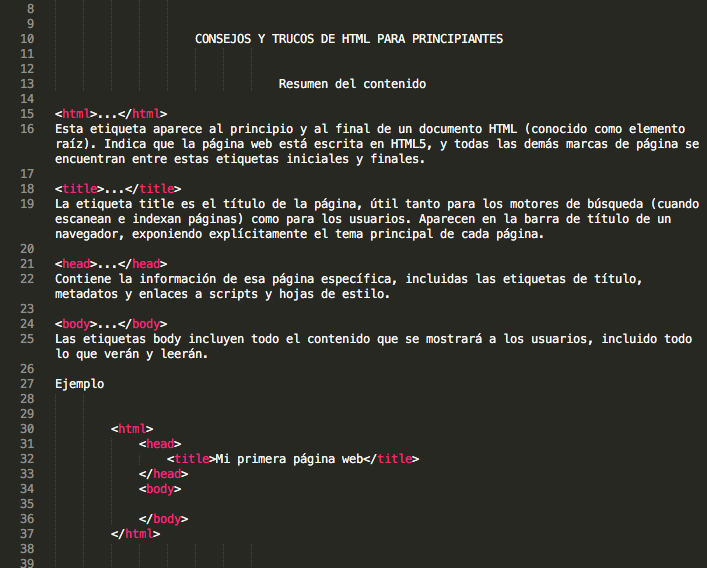 8
9
10 CONSEJOS Y TRUCOS DE HTML PARA PRINCIPIANTES
11
12
13 Resumen del contenido
14
15 <html>...</html>
16 Esta etiqueta aparece al principio y al final de un documento HTML (conocido como elemento
raíz). Indica que la página web está escrita en HTML5, y todas las demás marcas de página se
encuentran entre estas etiquetas iniciales y finales.
17
18 <title>...</title>
19 La etiqueta title es el título de la página, útil tanto para los motores de búsqueda (cuando
escanean e indexan páginas) como para los usuarios. Aparecen en la barra de título de un
navegador, exponiendo explícitamente el tema principal de cada página.
20
21 <head>...</head>
22 Contiene la información de esa página específica, incluidas las etiquetas de título,
metadatos y enlaces a scripts y hojas de estilo.
23
24 <body>...</body>
25 Las etiquetas body incluyen todo el contenido que se mostrará a los usuarios, incluido todo
lo que verán y leerán.
26
27 Ejemplo
28
29
30 <html>
31 <head>
32 <title>Mi primera página web</title>
33 </head>
34 <body>
35
36 </body>
37 </html>
38
39